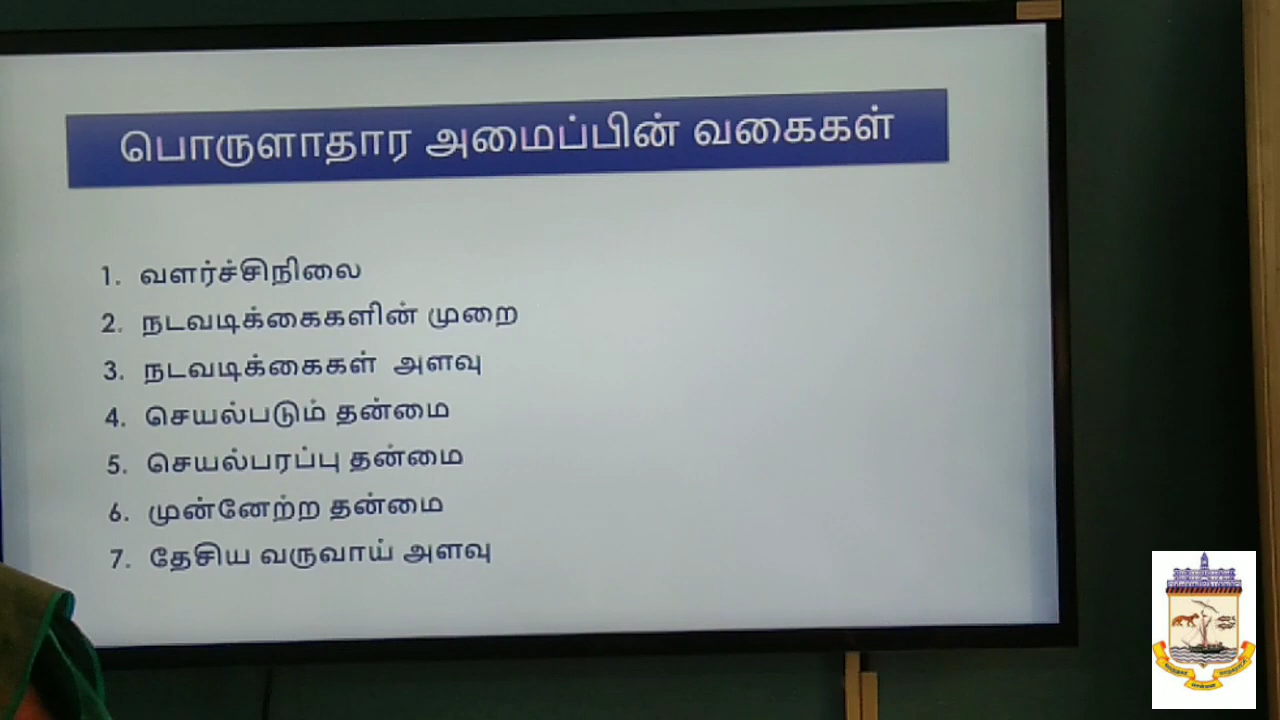 பொருளாதார அமைப்பின் வகைகள்
1. வளர்ச்சிநிலை
2. நடவடிக்கைகளின் முறை
3. நடவடிக்கைகள் அளவு
4. செயல்படும் தன்மை
5. செயல்பரப்பு தன்மை
6. முன்னேற்ற தன்மை
7. தேசிய வருவாய் அளவு